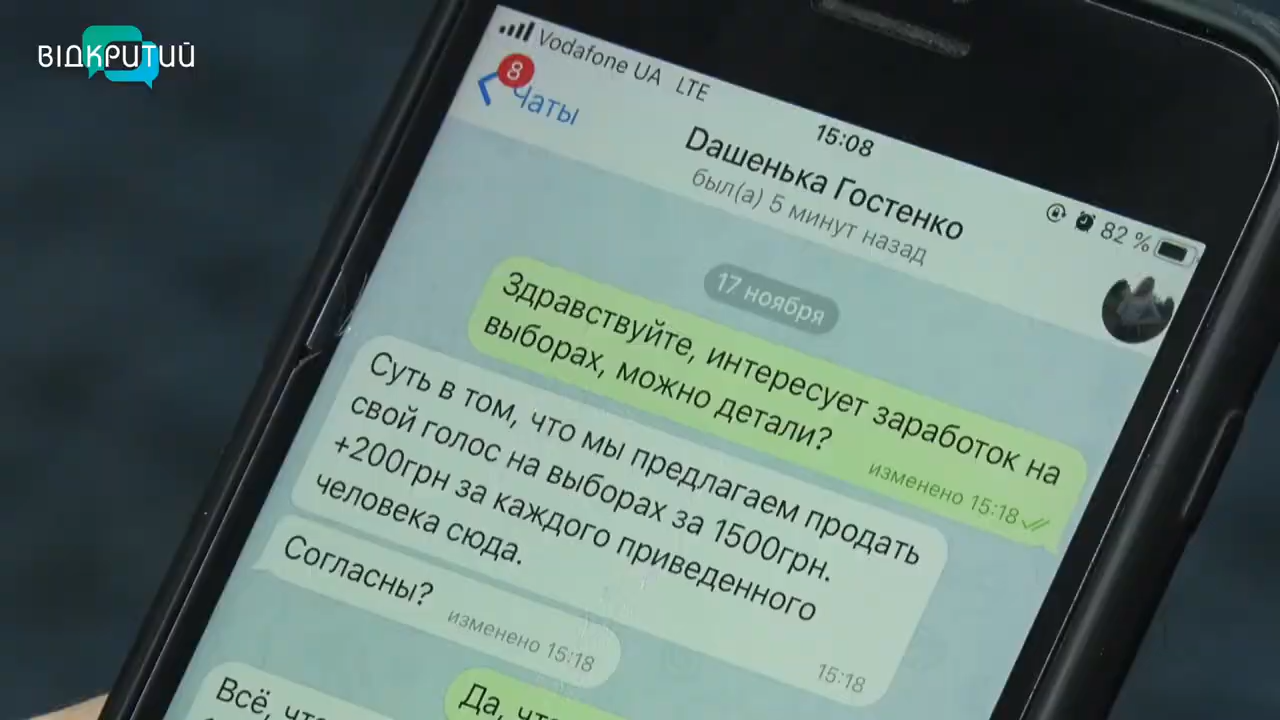 ВІДКРИТИЙ
Vodafone UA LTE
15:08
82 %
8
Чаты
Dашенька Гостенко
был(а) 5 минут назад
17 ноября
Здравствуйте, интересует заработок на
выборах, можно детали?
изменено 15:18
Суть в том, что мы предлагаем продать
свой голос на выборах за 1500грн.
+200грн за каждого приведенного
человека сюда.
15:18
Согласны?
изменено 15:18
Да,
Всё,